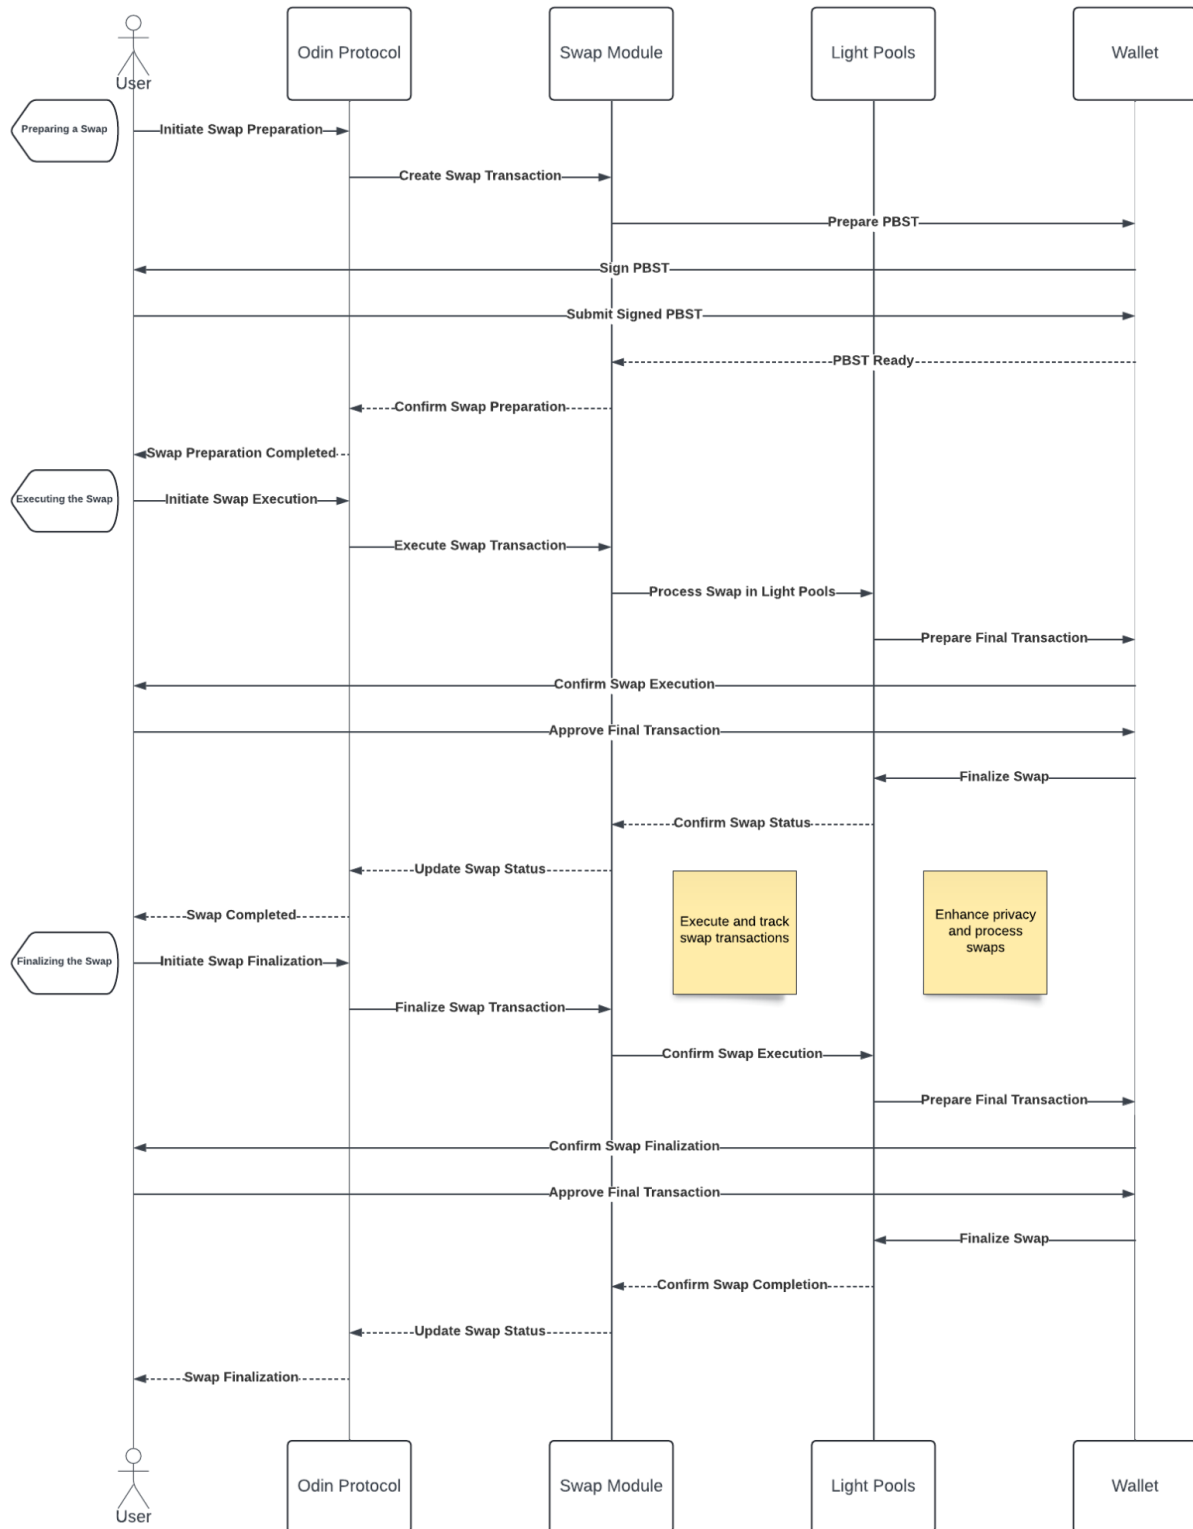 Odin Protocol
Swap Module
Light Pools
Wallet
User
Preparing a Swap
Initiate Swap Preparation
Create Swap Transaction
Prepare PBST
Sign PBST
Submit Signed PBST
PBST Ready
Confirm Swap Preparation
Swap Preparation Completed
Executing the Swap
Initiate Swap Execution
Execute Swap Transaction
Process Swap in Light Pools
Prepare Final Transaction
Confirm Swap Execution
Approve Final Transaction
Finalize Swap
Confirm Swap Status
Update Swap Status
Swap Completed
Execute and track
swap transactions
Enhance privacy
and process
swaps
Finalizing the Swap
Initiate Swap Finalization
Finalize Swap Transaction
Confirm Swap Execution
Prepare Final Transaction
Confirm Swap Finalization
Approve Final Transaction
Finalize Swap
Confirm Swap Completion
Update Swap Status
Swap Finalization
User
Odin Protocol
Swap Module
Light Pools
Wallet